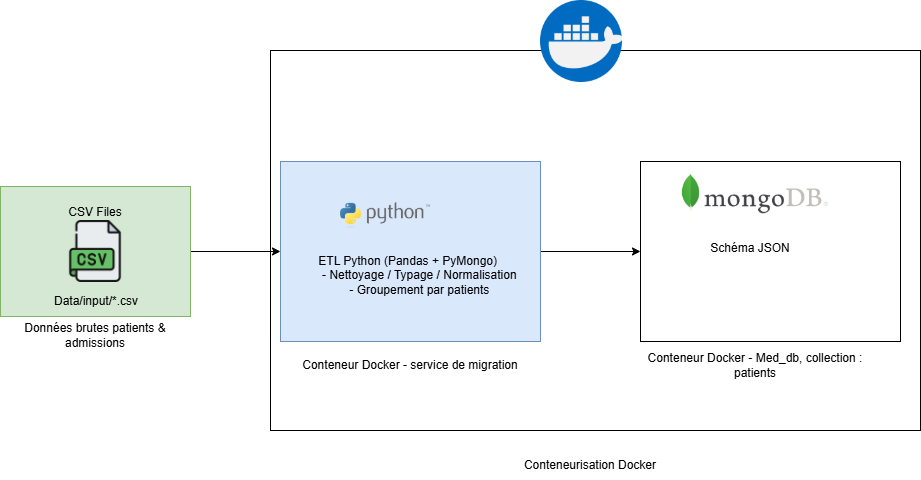 CSV Files
CSV
Data/input/*.csv
Données brutes patients &
admissions
python™
ETL Python (Pandas + PyMongo)
- Nettoyage / Typage / Normalisation
- Groupement par patients
Conteneur Docker - service de migration
mongoDB®
Schéma JSON
Conteneur Docker - Med_db, collection :
patients
Conteneurisation Docker